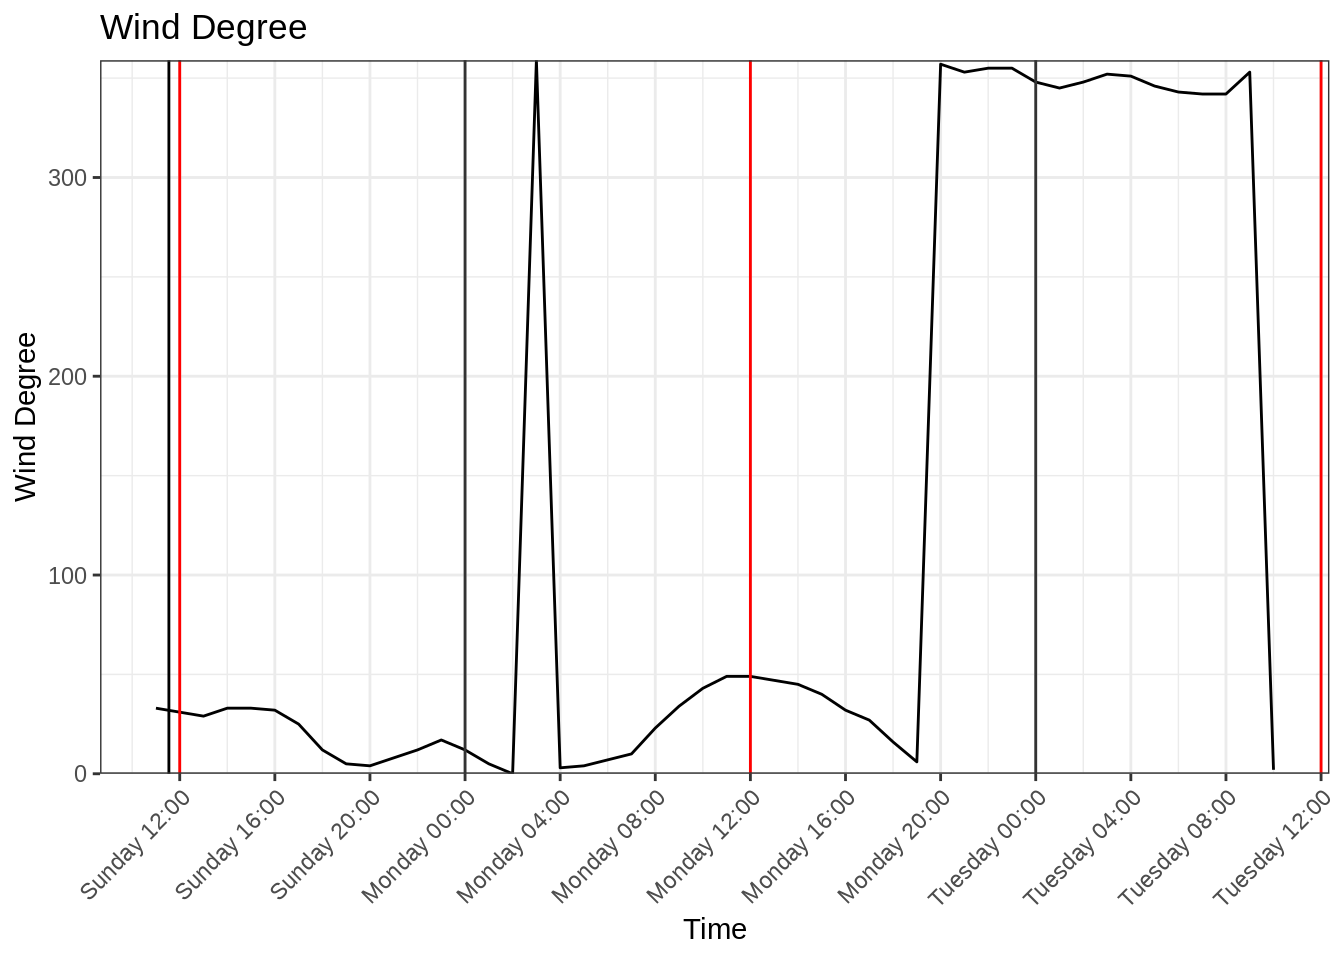 Wind Degree
Wind Degree
300
200
100
0
Sunday 12:00
Sunday 16:00
Sunday 20:00
Monday 00:00
Monday 04:00
Monday 08:00
Monday 12:00
Monday 16:00
Monday 20:00
Tuesday 00:00
Tuesday 04:00
Tuesday 08:00
Tuesday 12:00
Time